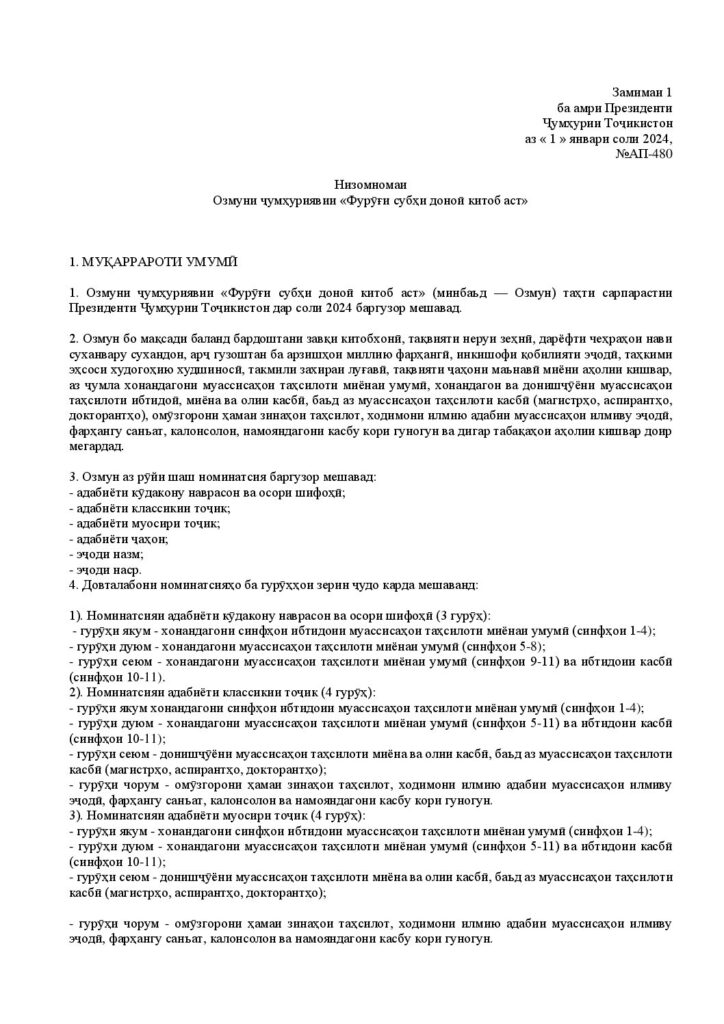 Замимаи 1
ба амри Президенти
Ҷумҳурии Тоҷикистон
аз « 1 » январи соли 2024,
№АП-480
Низомномаи
Озмуни ҷумҳуриявии «Фурӯғи субҳи доноӣ китоб аст»
1. МУҚАРРАРОТИ УМУМӢ
1. Озмуни ҷумҳуриявии «Фурӯғи субҳи доноӣ китоб аст» (минбаъд — Озмун) таҳти сарпарастии
Президенти Ҷумҳурии Тоҷикистон дар соли 2024 баргузор мешавад.
2. Озмун бо мақсади баланд бардоштани завқи китобхонӣ, тақвияти неруи зеҳнӣ, дарёфти чеҳраҳои нави
суханвару сухандон, арҷ гузоштан ба арзишҳои миллию фарҳангӣ, инкишофи қобилияти эҷодӣ, таҳкими
эҳсоси худогоҳию худшиносӣ, такмили захираи луғавӣ, тақвияти ҷаҳони маънавӣ миёни аҳолии кишвар,
аз ҷумла хонандагони муассисаҳои таҳсилоти миёнаи умумӣ, хонандагон ва донишҷӯёни муассисаҳои
таҳсилоти ибтидоӣ, миёна ва олии касбӣ, баъд аз муассисаҳои таҳсилоти касбӣ (магистрҳо, аспирантҳо,
докторантҳо), омӯзгорони ҳамаи зинаҳои таҳсилот, ходимони илмию адабии муассисаҳои илмиву эҷодӣ,
фарҳангу санъат, калонсолон, намояндагони касбу кори гуногун ва дигар табақаҳои аҳолии кишвар доир
мегардад.
3. Озмун аз рӯйи шаш номинатсия баргузор мешавад:
- адабиёти кӯдакону наврасон ва осори шифоҳӣ;
- адабиёти классикии тоҷик;
- адабиёти муосири тоҷик;
- адабиёти ҷаҳон;
- эҷоди назм;
- эҷоди наср.
4. Довталабони номинатсияҳо ба гурӯҳҳои зерин ҷудо карда мешаванд:
1). Номинатсияи адабиёти кӯдакону наврасон ва осори шифоҳӣ (3 гурӯҳ):
- гурӯҳи якум - хонандагони синфҳои ибтидоии муассисаҳои таҳсилоти миёнаи умумӣ (синфҳои 1-4);
- гурӯҳи дуюм - хонандагони муассисаҳои таҳсилоти миёнаи умумӣ (синфҳои 5-8);
- гурӯҳи сеюм - хонандагони муассисаҳои таҳсилоти миёнаи умумӣ (синфҳои 9-11) ва ибтидоии касбӣ
(синфҳои 10-11).
2). Номинатсияи адабиёти классикии тоҷик (4 гурӯҳ):
- гурӯҳи якум хонандагони синфҳои ибтидоии муассисаҳои таҳсилоти миёнаи умумӣ (синфҳои 1-4);
- гурӯҳи дуюм - хонандагони муассисаҳои таҳсилоти миёнаи умумӣ (синфҳои 5-11) ва ибтидоии касбӣ
(синфҳои 10-11);
- гурӯҳи сеюм - донишҷӯёни муассисаҳои таҳсилоти миёна ва олии касбӣ, баъд аз муассисаҳои таҳсилоти
касбӣ (магистрҳо, аспирантҳо, докторантҳо);
- гурӯҳи чорум - омӯзгорони ҳамаи зинаҳои таҳсилот, ходимони илмию адабии муассисаҳои илмиву
эҷодӣ, фарҳангу санъат, калонсолон ва намояндагони касбу кори гуногун.
3). Номинатсияи адабиёти муосири тоҷик (4 гурӯҳ):
- гурӯҳи якум - хонандагони синфҳои ибтидоии муассисаҳои таҳсилоти миёнаи умумӣ (синфҳои 1-4);
- гурӯҳи дуюм - хонандагони муассисаҳои таҳсилоти миёнаи умумӣ (синфҳои 5-11) ва ибтидоии касбӣ
(синфҳои 10-11);
- гурӯҳи сеюм - донишҷӯёни муассисаҳои таҳсилоти миёна ва олии касбӣ, баъд аз муассисаҳои таҳсилоти
касбӣ (магистрҳо, аспирантҳо, докторантҳо);
- гурӯҳи чорум - омӯзгорони ҳамаи зинаҳои таҳсилот, ходимони илмию адабии муассисаҳои илмиву
эҷодӣ, фарҳангу санъат, калонсолон ва намояндагони касбу кори гуногун.